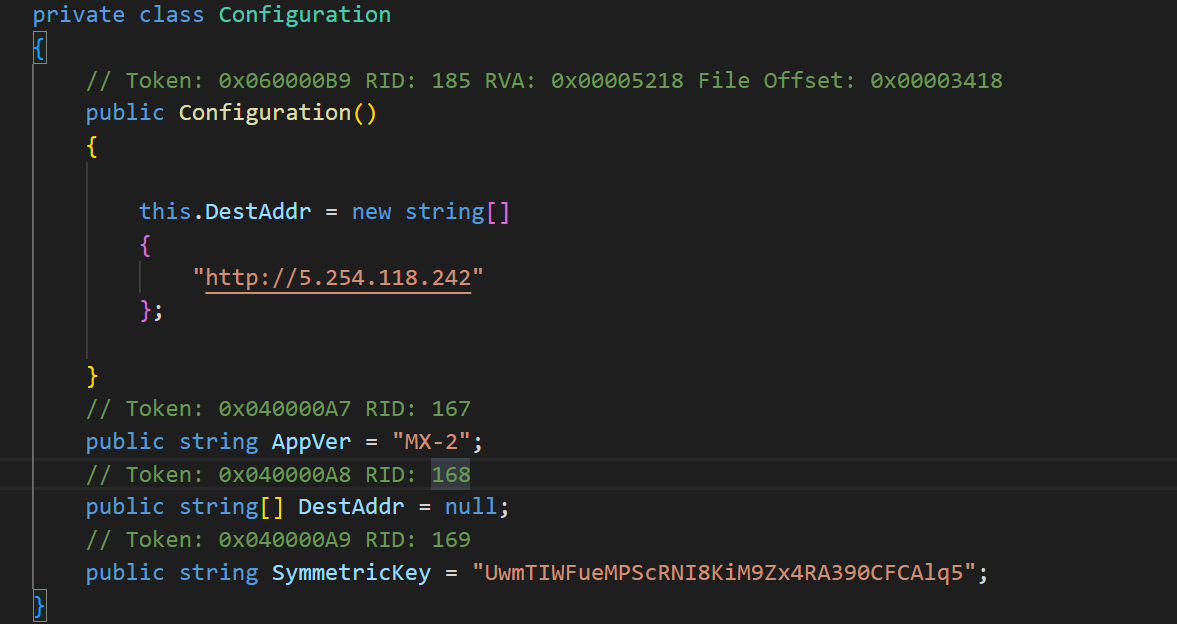 private class Configuration
{
// Token: 0x060000B9 RID: 185 RVA: 0x00005218 File Offset: 0x00003418
public Configuration()
{
this.DestAddr = new string[]
{
"http://5.254.118.242"
};
}
// Token: 0x040000A7 RID: 167
public string AppVer = "MX-2";
// Token: 0x040000A8 RID: 168
public string[] DestAddr = null;
// Token: 0x040000A9 RID: 169
public string SymmetricKey = "UwmTIWFueMPScRNI8KiM9Zx4RA390CFCAlq5";
}